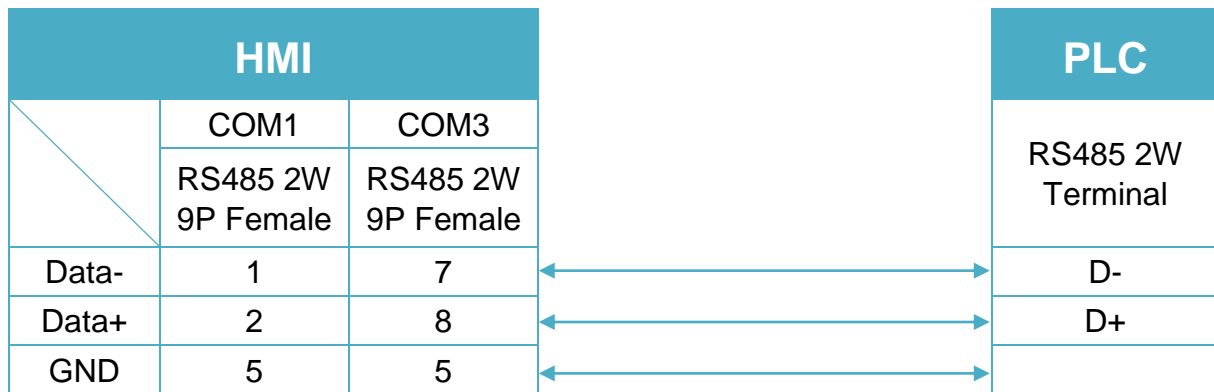 HMI PLC
COM1 COM3
RS485 2W
9P Female
RS485 2W
9P Female
RS485 2W
Terminal
Data- 1 7 D-
Data+ 2 8 D+
GND 5 5